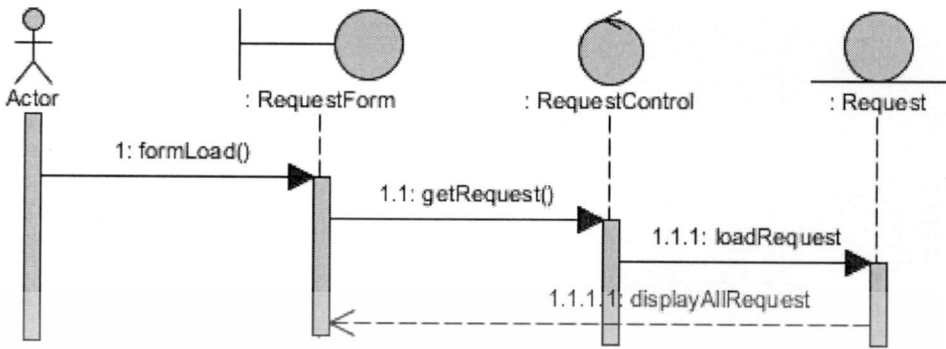 Actor
: RequestForm
: RequestControl
: Request
1: formLoad()
1.1: getRequest()
1.1.1: loadRequest
1.1.1.1: displayAllRequest